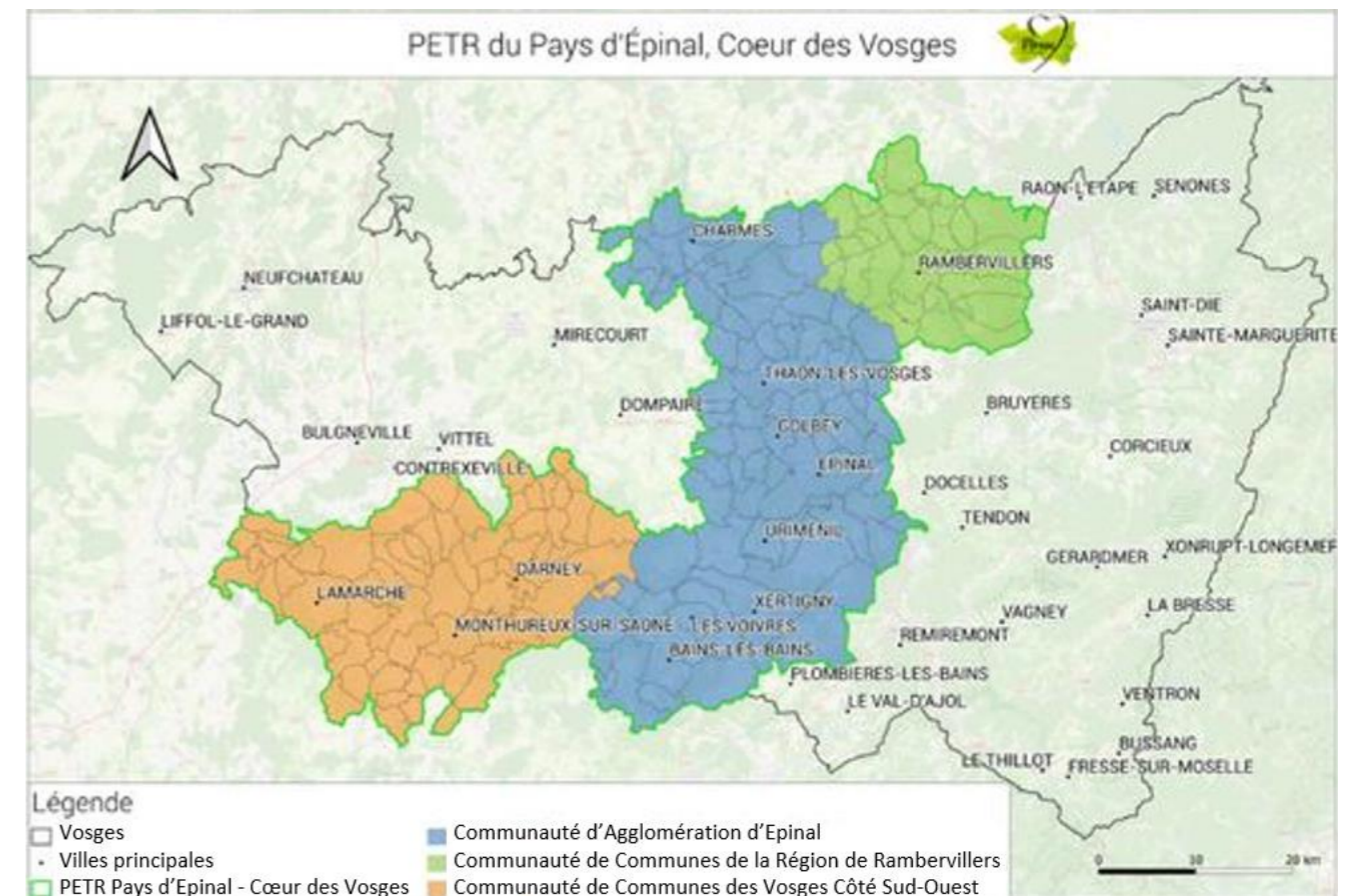 PETR du Pays d'Épinal, Coeur des Vosges
RAON-L'ETAPE
SENONES
CHARMES
RAMBERVILLERS
NEUFCHATEAU
SAINT-DIE
LIFFOL-LE-GRAND
MIRECOURT
SAINTE-MARGUERITE
THAON-LES-VOSGES
DOMPAIRE
BRUYERES
BULGNEVILLE
VITTEL
GOLBEY
CORCIEUX
CONTREXEVILLE
EPINAL
DOCELLES
TENDON
URIMENIL
XONRUPT-LONGEMER
GERARDMER
DARNEY
LAMARCHE
XERTIGNY
LA BRESSE
VAGNEY
MONTHUREUX-SUR-SAONE
LES VOIVRES
REMIREMONT
BAINS-LES-BAINS
PLOMBIERES-LES-BAINS
VENTRON
LE VAL-D'AJOL
BUSSANG
LE THILLOT
FRESSE-SUR-MOSELLE
Légende
Vosges
Villes principales
PETR Pays d'Epinal - Cœur des Vosges
Communauté d'Agglomération d'Epinal
Communauté de Communes de la Région de Rambervillers
Communauté de Communes des Vosges Côté Sud-Ouest
0 10 20 km